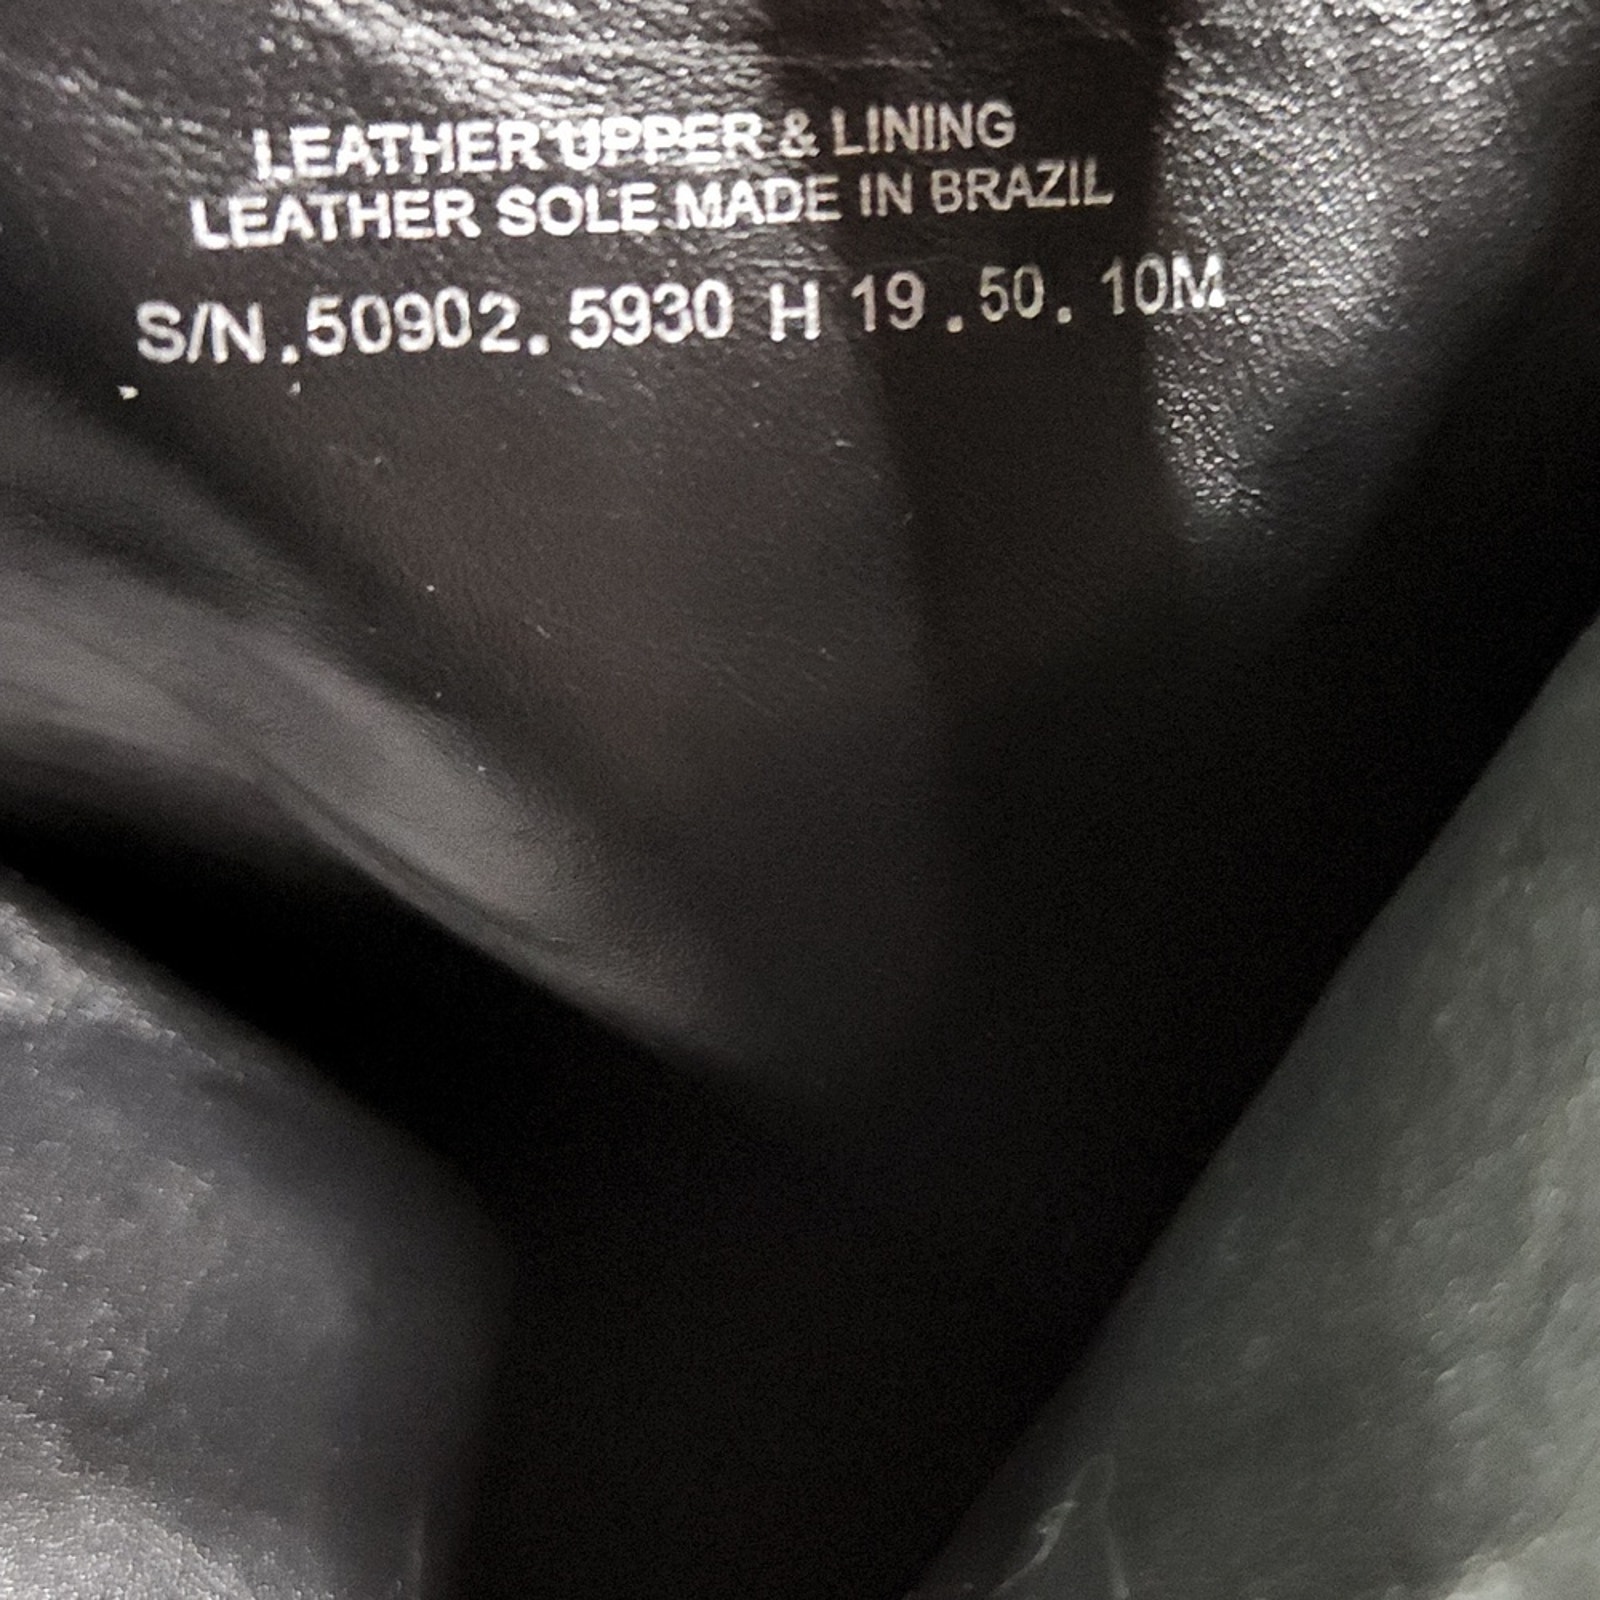 LEATHER UPPER & LINING
LEATHER SOLE.MADE IN BRAZIL
S/N.50902.5930 H 19.50.10M